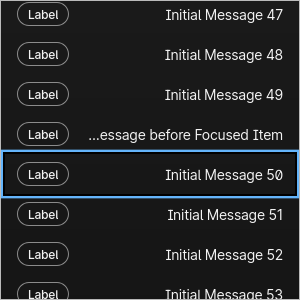 Label Initial Message 47
Label Initial Message 48
Label Initial Message 49
Label ...essage before Focused Item
Label Initial Message 50
Label Initial Message 51
Label Initial Message 52
Label Initial Message 53